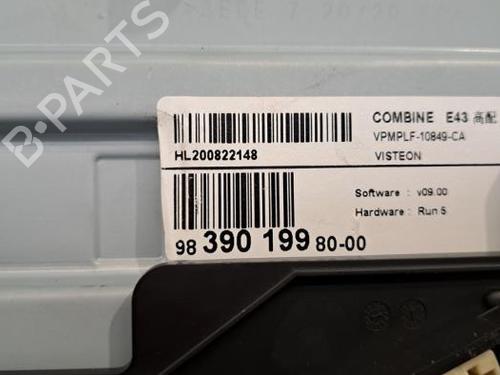 COMBINE E43 高配
VPMPLF-10849-CA
HL200822148
VISTEON
Software : v09.00
Hardware : Run 5
98 390 199 80-00
B-PARTS